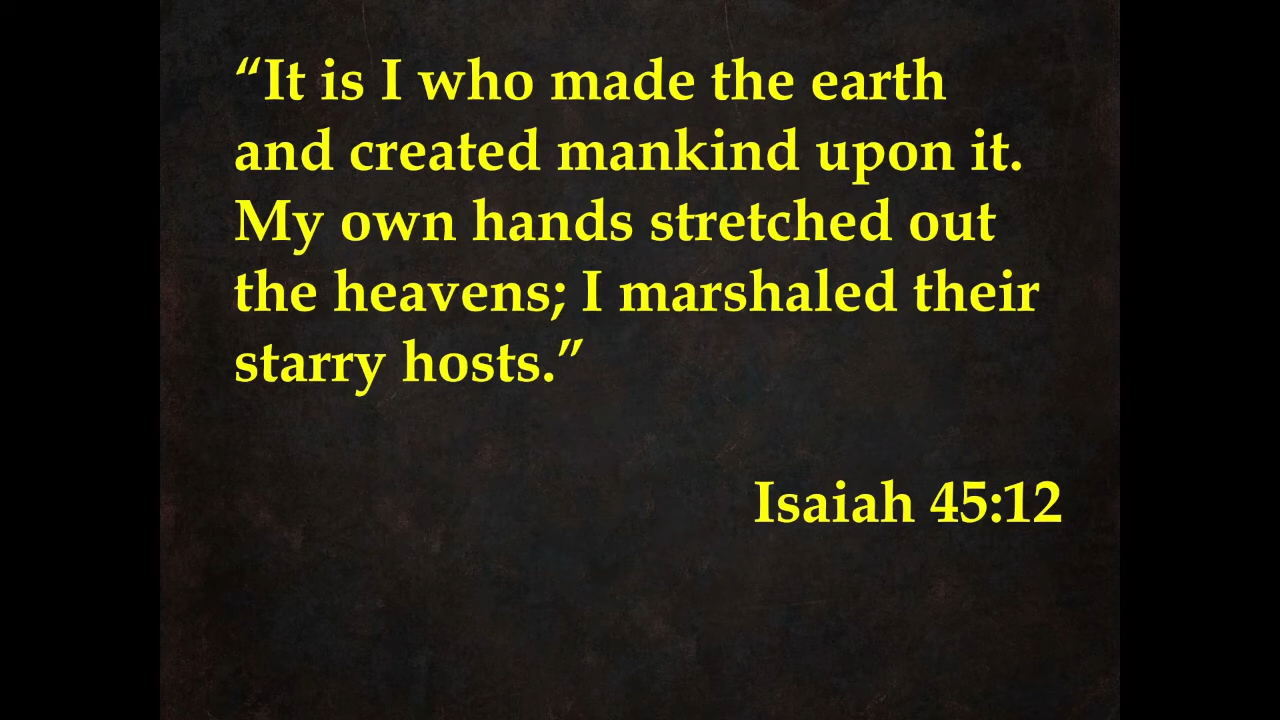 “It is I who made the earth
and created mankind upon it.
My own hands stretched out
the heavens; I marshaled their
starry hosts.”
Isaiah 45:12